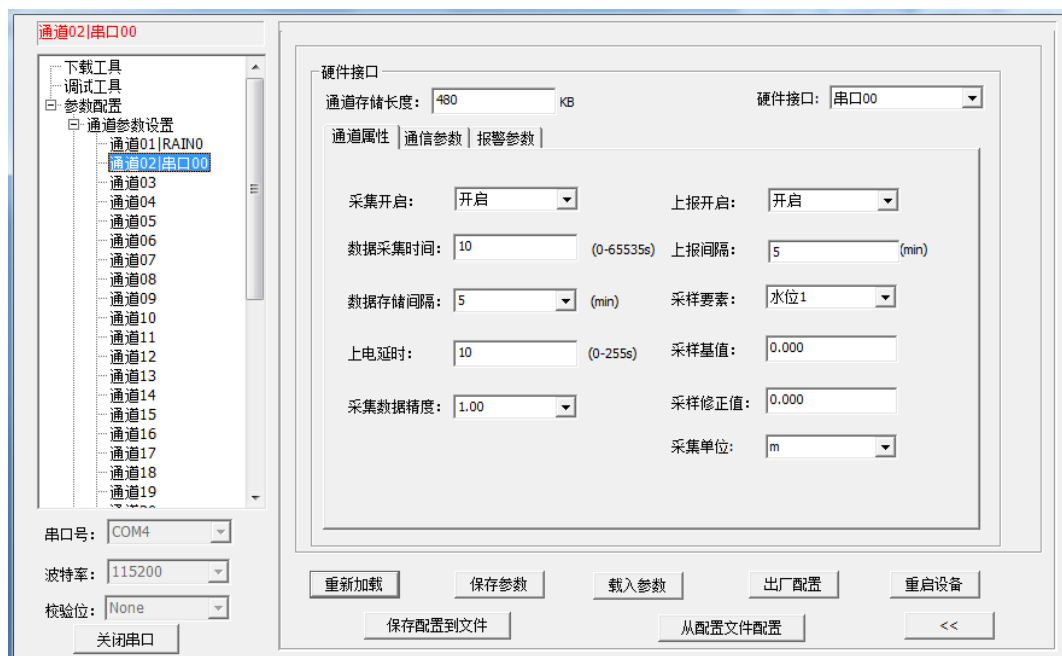 通道02|串口00
下载工具
调试工具
参数配置
通道参数设置
通道01|RAIN0
通道02|串口00
通道03
通道04
通道05
通道06
通道07
通道08
通道09
通道10
通道11
通道12
通道13
通道14
通道15
通道16
通道17
通道18
通道19
串口号: COM4
波特率: 115200
校验位: None
关闭串口
硬件接口
通道存储长度: 480 KB 硬件接口: 串口00
通道属性 通信参数 报警参数
采集开启: 开启 上报开启: 开启
数据采集时间: 10 (0-65535s) 上报间隔: 5 (min)
数据存储间隔: 5 (min) 采样要素: 水位1
上电延时: 10 (0-255s) 采样基值: 0.000
采集数据精度: 1.00 采样修正值: 0.000
采集单位: m
重新加载 保存参数 载入参数 出厂配置 重启设备
保存配置到文件 从配置文件配置 <<